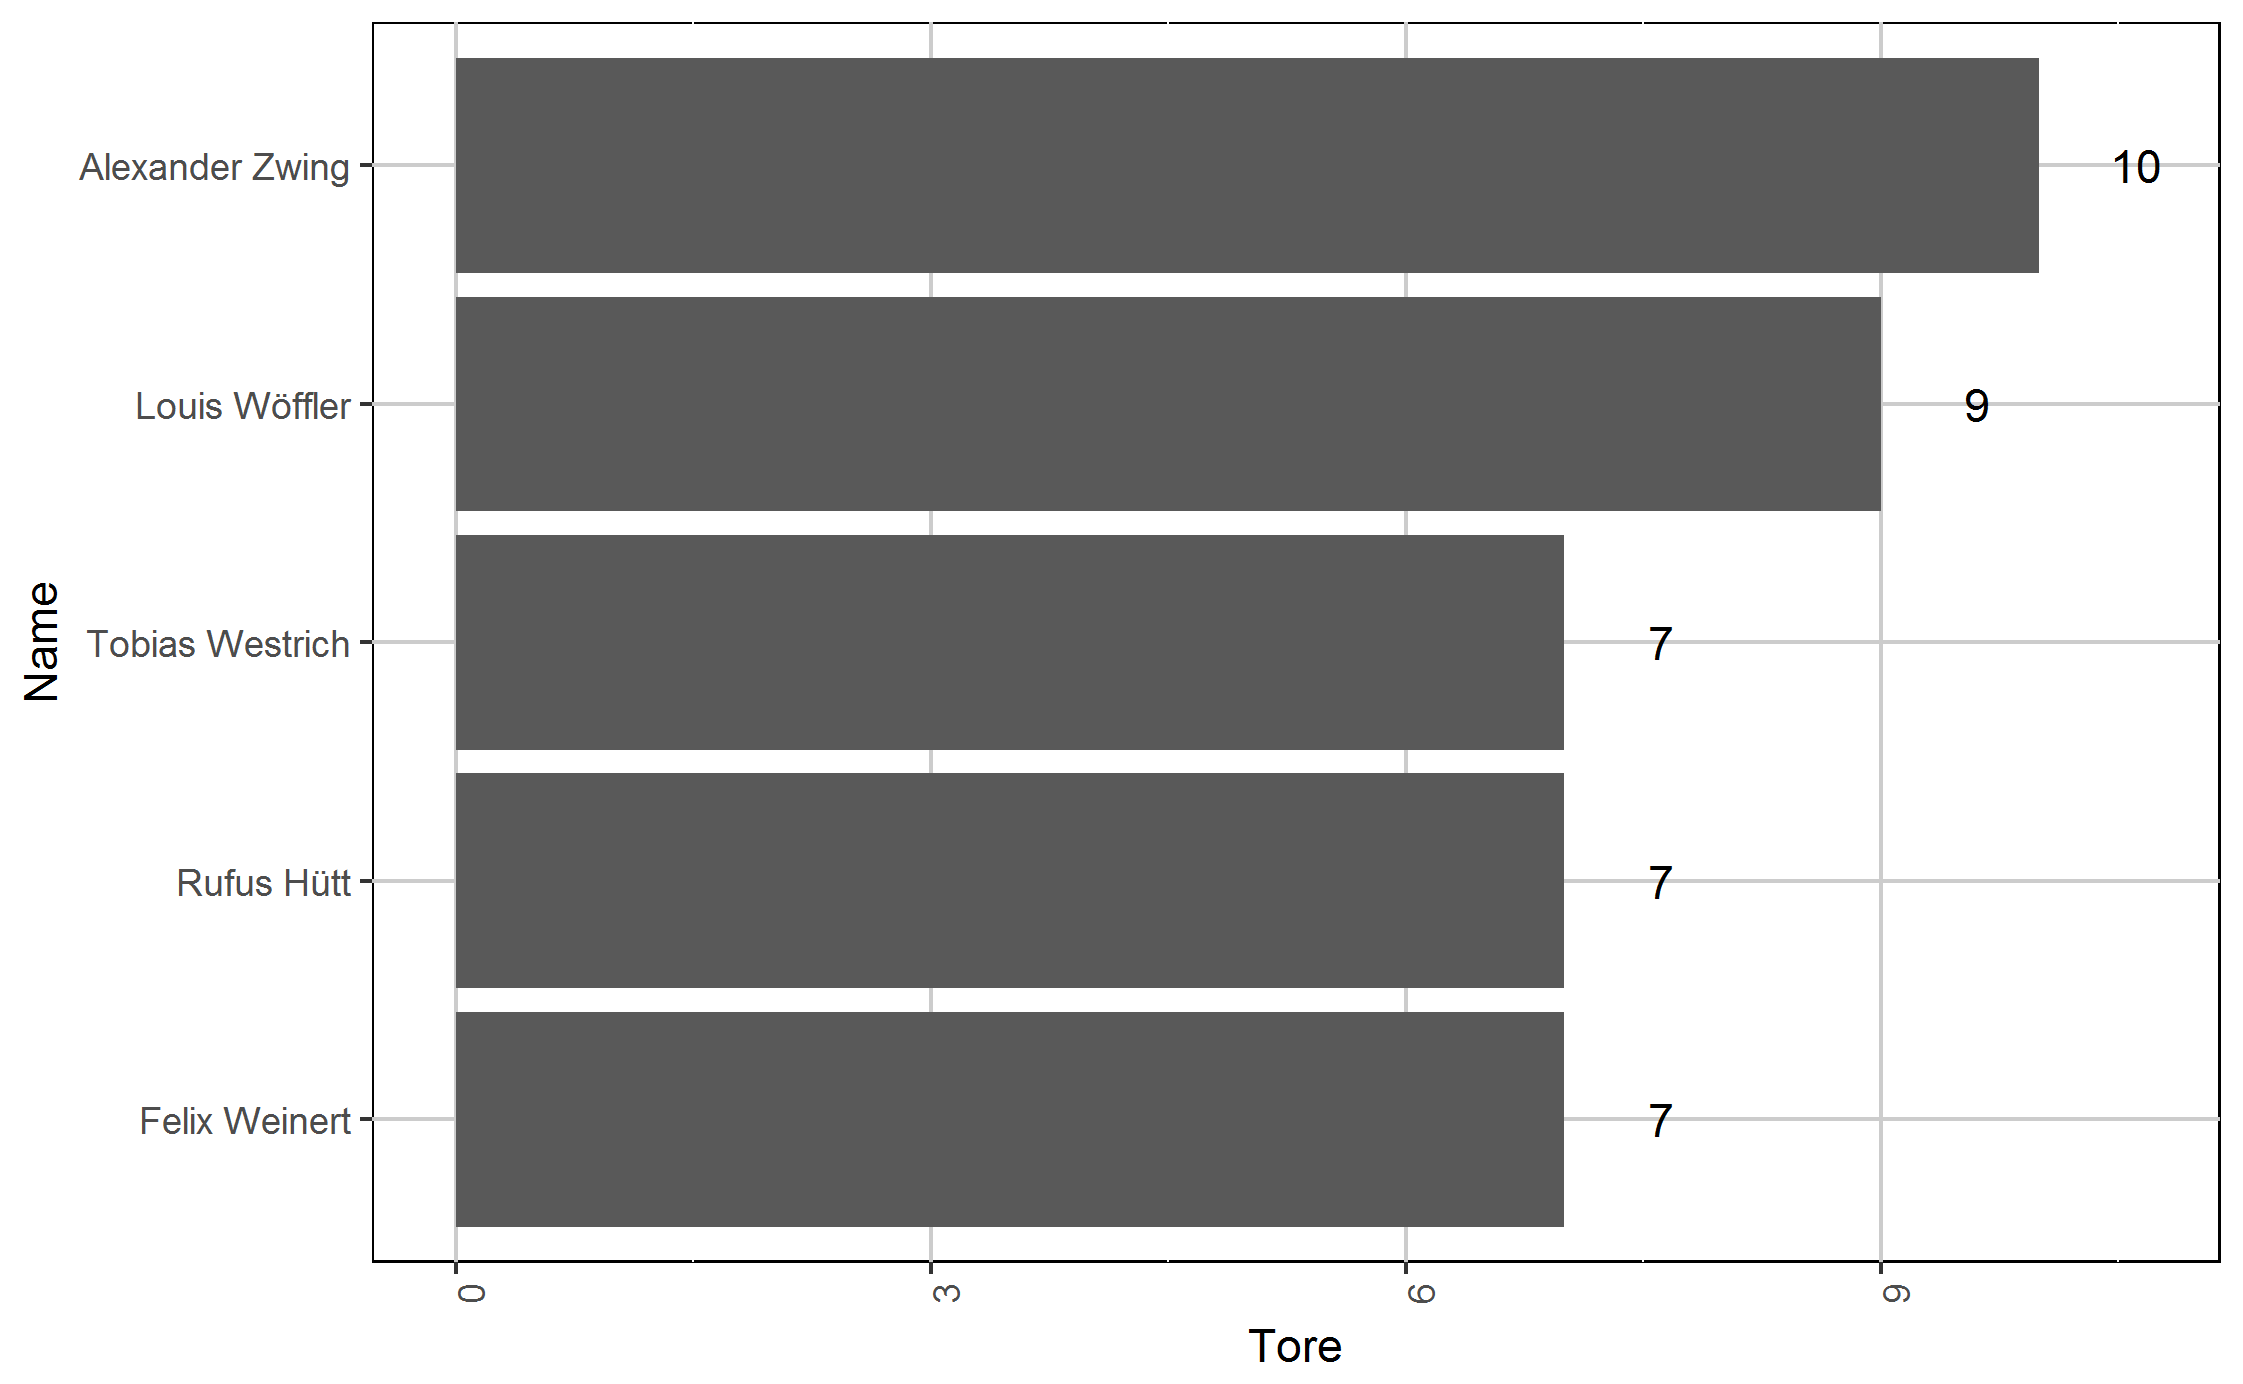 Alexander Zwing
10
Louis Wöffler
9
Tobias Westrich
7
Rufus Hütt
7
Felix Weinert
7
Name
0
3
6
9
Tore